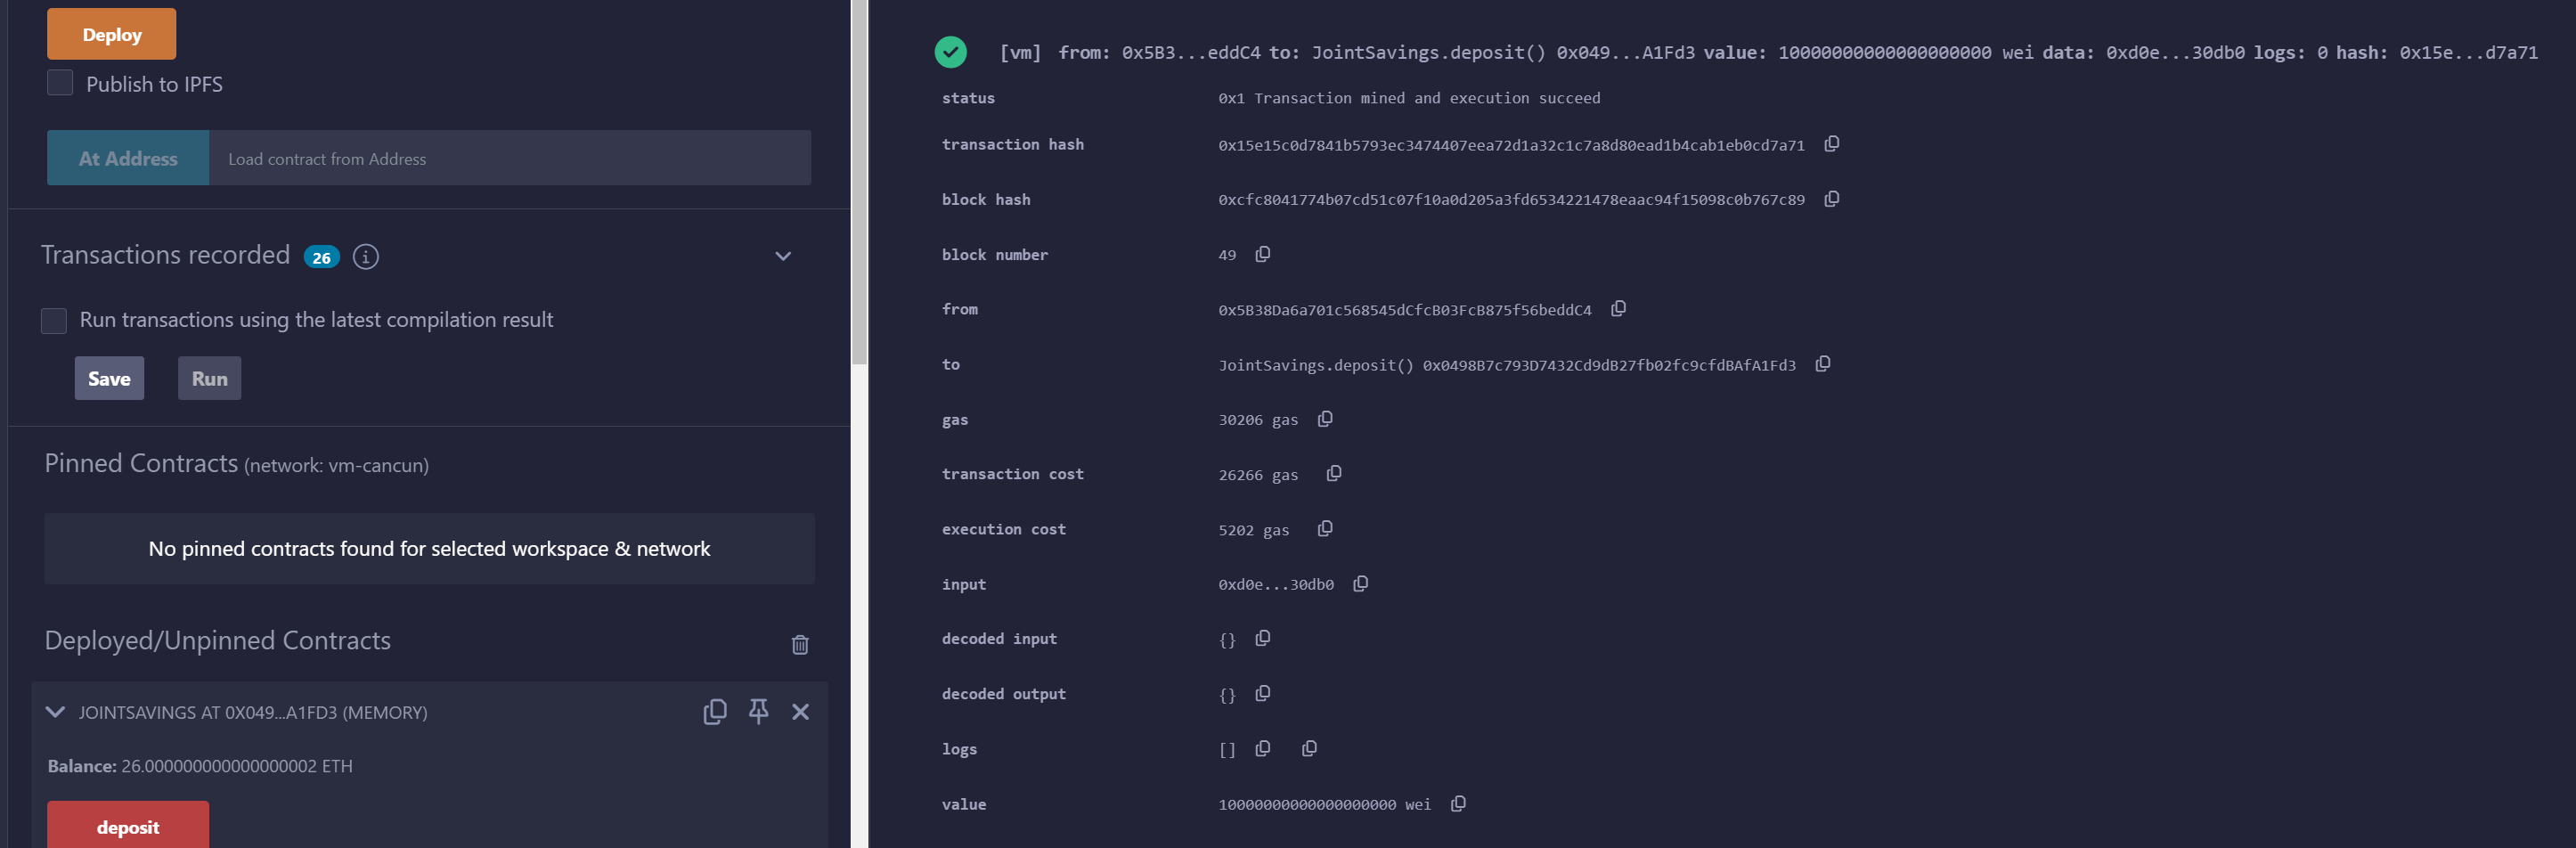 Deploy
Publish to IPFS
At Address Load contract from Address
Transactions recorded 26
Run transactions using the latest compilation result
Save Run
Pinned Contracts (network: vm-cancun)
No pinned contracts found for selected workspace & network
Deployed/Unpinned Contracts
JOINTSAVINGS AT 0X049...A1FD3 (MEMORY)
Balance: 26.000000000000000002 ETH
deposit
[vm] from: 0x5B3...eddC4 to: JointSavings.deposit() 0x049...A1Fd3 value: 10000000000000000000 wei data: 0xd0e...30db0 logs: 0 hash: 0x15e...d7a71
status 0x1 Transaction mined and execution succeed
transaction hash 0x15e15c0d7841b5793ec3474407eea72d1a32c1c7a8d80ead1b4cab1eb0cd7a71
block hash 0xcfc8041774b07cd51c07f10a0d205a3fd6534221478eaac94f15098c0b767c89
block number 49
from 0x5B38Da6a701c568545dCfcB03FcB875f56beddC4
to JointSavings.deposit() 0x0498B7c793D7432Cd9dB27fb02fc9cfdBAfA1Fd3
gas 30206 gas
transaction cost 26266 gas
execution cost 5202 gas
input 0xd0e...30db0
decoded input {}
decoded output {}
logs []
value 10000000000000000000 wei